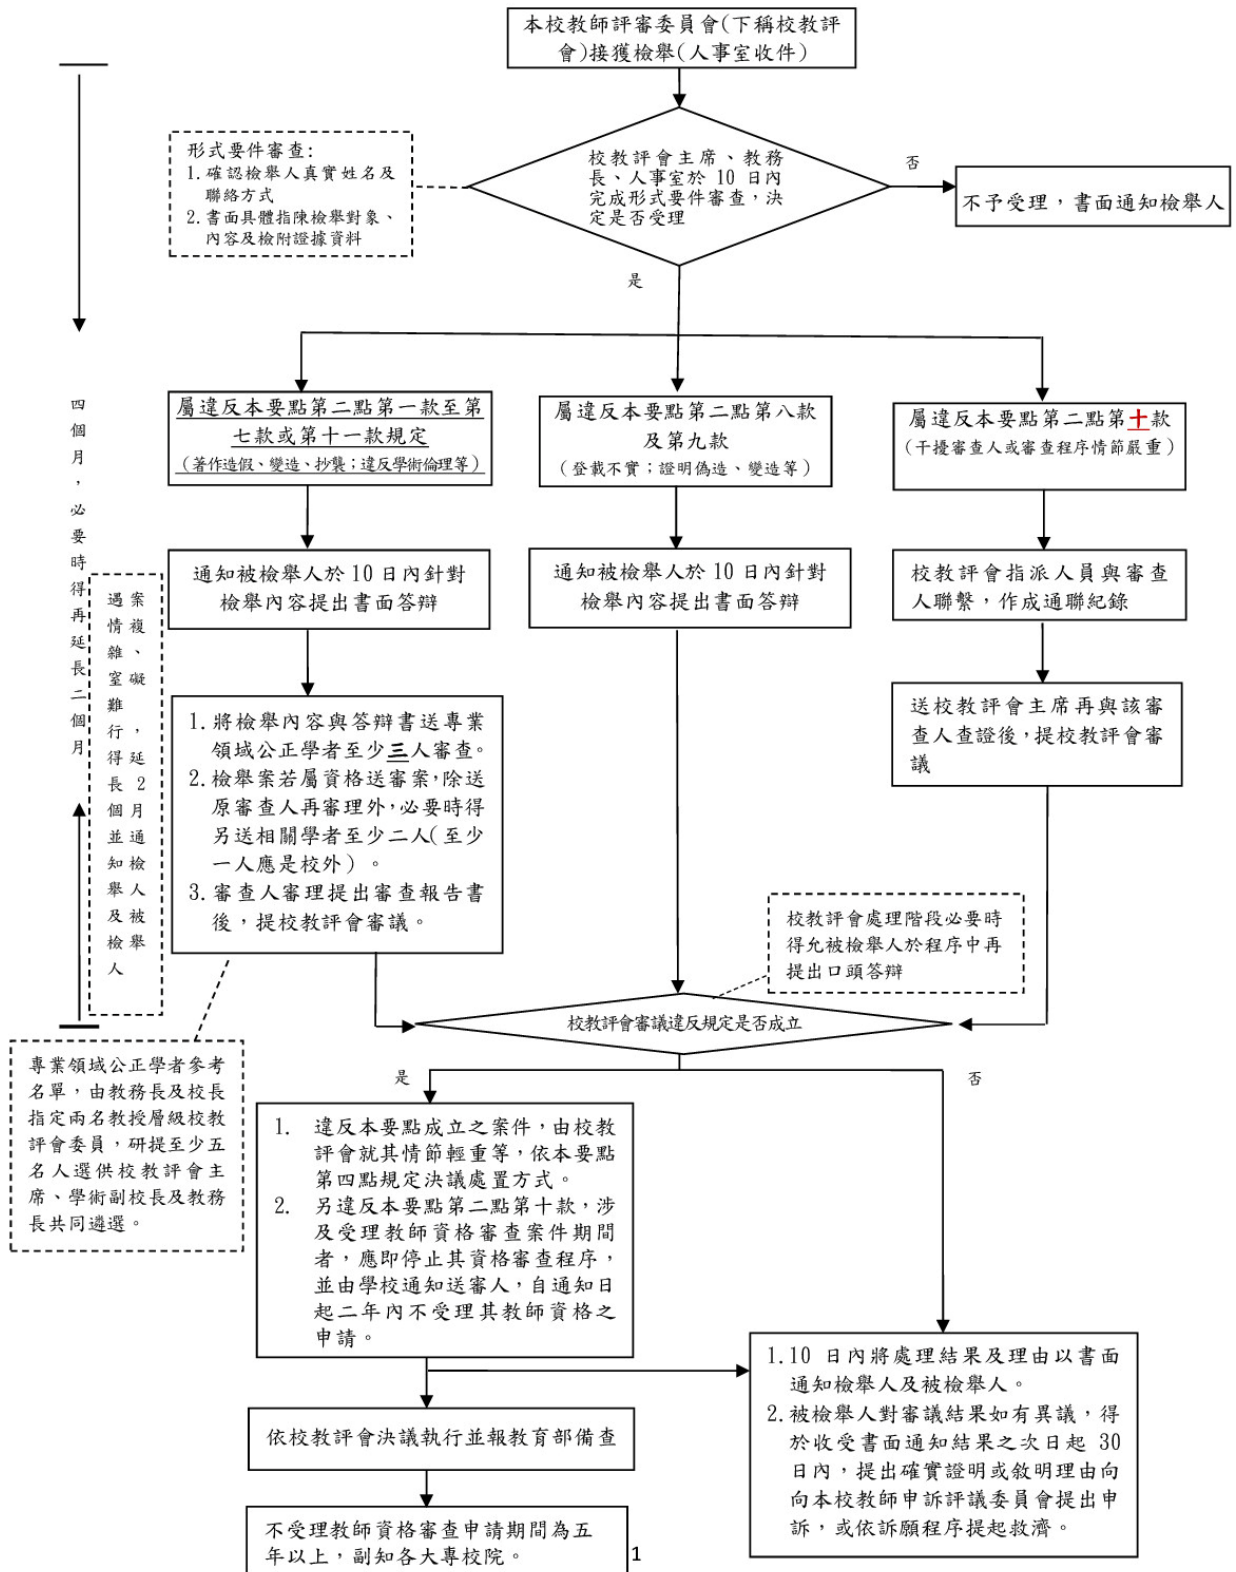 本校教師評審委員會(下稱校教評
會)接獲檢舉(人事室收件)
形式要件審查:
1.確認檢舉人真實姓名及
聯絡方式
2.書面具體指陳檢舉對象、
內容及檢附證據資料
校教評會主席、教務
長、人事室於 10 日內
完成形式要件審查,決
定是否受理
否
不予受理,書面通知檢舉人
是
四個月,必要時得再延長二個月
屬違反本要點第二點第一款至第
七款或第十一款規定
(著作造假、變造、抄襲;違反學術倫理等)
屬違反本要點第二點第八款
及第九款
(登載不實;證明偽造、變造等)
屬違反本要點第二點第十款
(干擾審查人或審查程序情節嚴重)
通知被檢舉人於 10 日內針對
檢舉內容提出書面答辯
通知被檢舉人於 10 日內針對
檢舉內容提出書面答辯
校教評會指派人員與審查
人聯繫,作成通聯紀錄
遇案
情複
雜、
窒礙
難
行,
得延
長 2
個月
並通
知檢
舉人
及被
檢舉
人
1.將檢舉內容與答辯書送專業
領域公正學者至少三人審查。
2.檢舉案若屬資格送審案,除送
原審查人再審理外,必要時得
另送相關學者至少二人(至少
一人應是校外)。
3.審查人審理提出審查報告書
後,提校教評會審議。
送校教評會主席再與該審
查人查證後,提校教評會審
議
校教評會處理階段必要時
得允被檢舉人於程序中再
提出口頭答辯
校教評會審議違反規定是否成立
專業領域公正學者參考
名單,由教務長及校長
指定兩名教授層級校教
評會委員,研提至少五
名人選供校教評會主
席、學術副校長及教務
長共同遴選。
是
否
1. 違反本要點成立之案件,由校教
評會就其情節輕重等,依本要點
第四點規定決議處置方式。
2. 另違反本要點第二點第十款,涉
及受理教師資格審查案件期間
者,應即停止其資格審查程序,
並由學校通知送審人,自通知日
起二年內不受理其教師資格之
申請。
1.10 日內將處理結果及理由以書面
通知檢舉人及被檢舉人。
2.被檢舉人對審議結果如有異議,得
於收受書面通知結果之次日起 30
日內,提出確實證明或敘明理由向
向本校教師申訴評議委員會提出申
訴,或依訴願程序提起救濟。
依校教評會決議執行並報教育部備查
不受理教師資格審查申請期間為五
年以上,副知各大專校院。
1